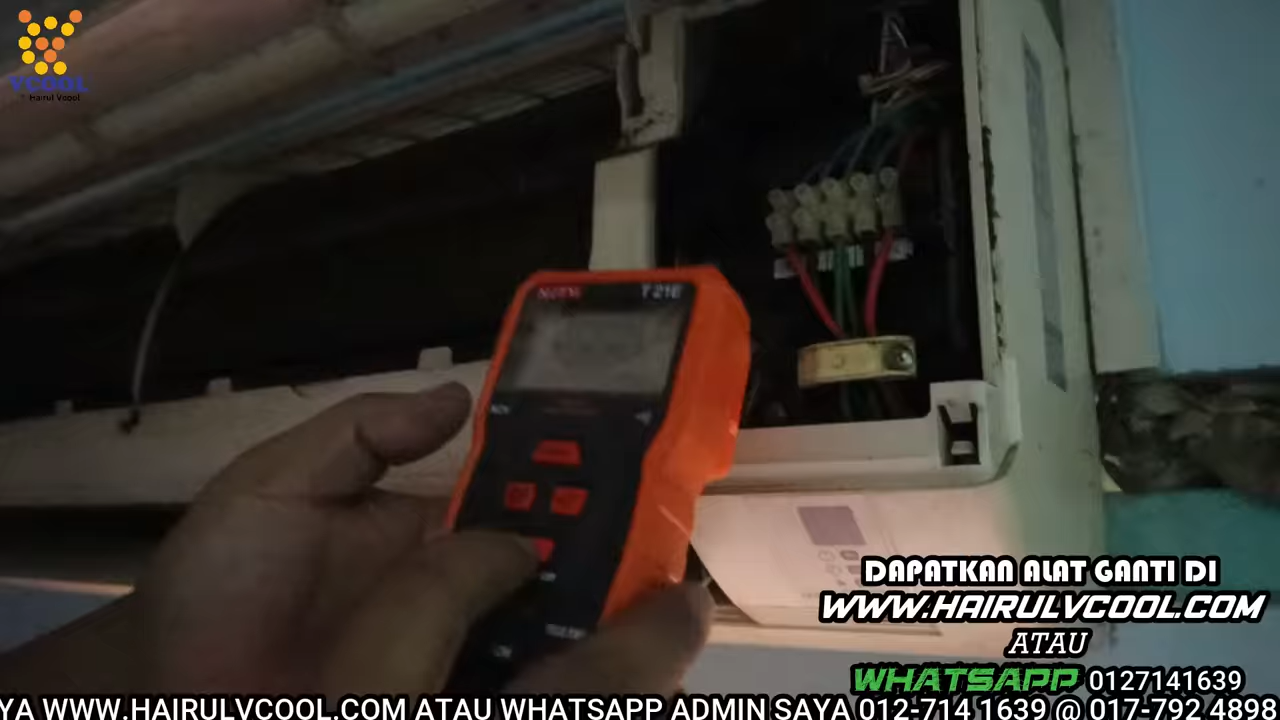 VCOOL
Hairul Vcool
T21E
DAPATKAN ALAT GANTI DI
WWW.HAIRULVCOOL.COM
ATAU
WHATSAPP 0127141639
YA WWW.HAIRULVCOOL.COM ATAU WHATSAPP ADMIN SAYA 012-714 1639 @ 017-792 4898